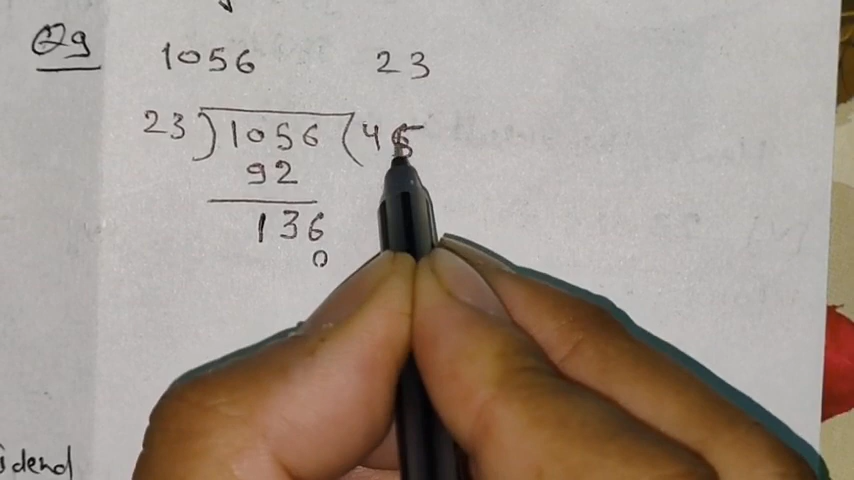 Q9
1056 23
23 ) 1056 ( 45
92
136
0
idend